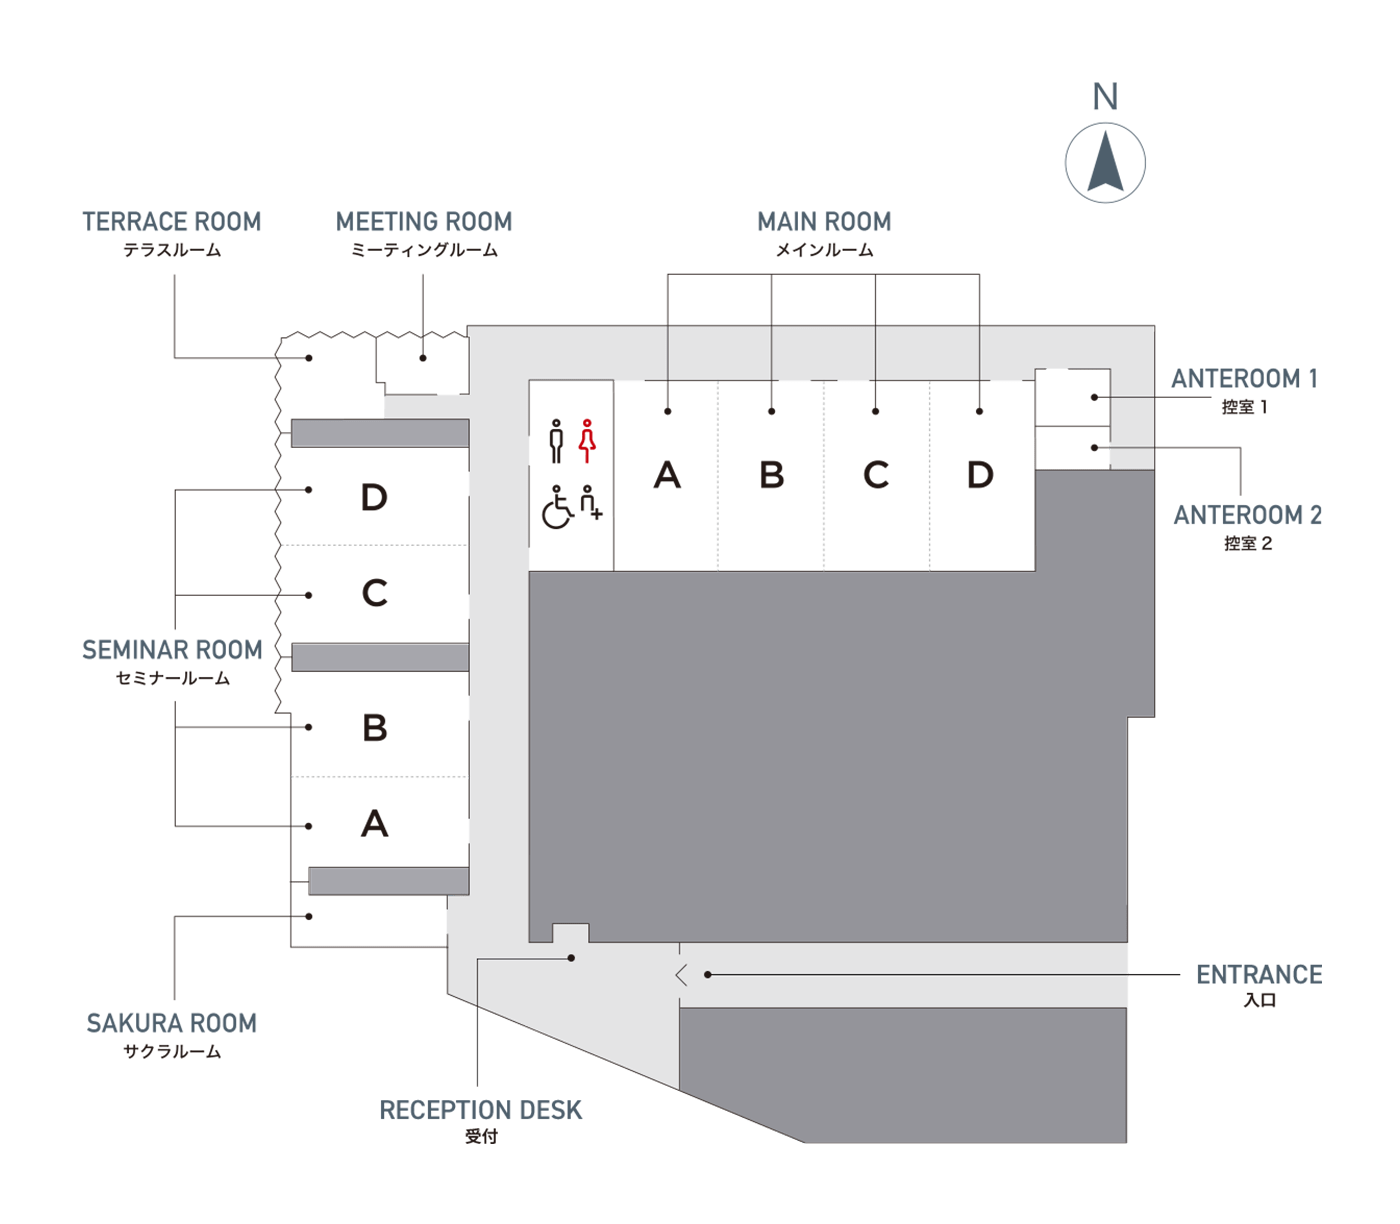 N
TERRACE ROOM
テラスルーム
MEETING ROOM
ミーティングルーム
MAIN ROOM
メインルーム
ANTEROOM 1
控室 1
A
B
C
D
ANTEROOM 2
控室 2
D
C
SEMINAR ROOM
セミナールーム
B
A
ENTRANCE
入口
SAKURA ROOM
サクラルーム
RECEPTION DESK
受付